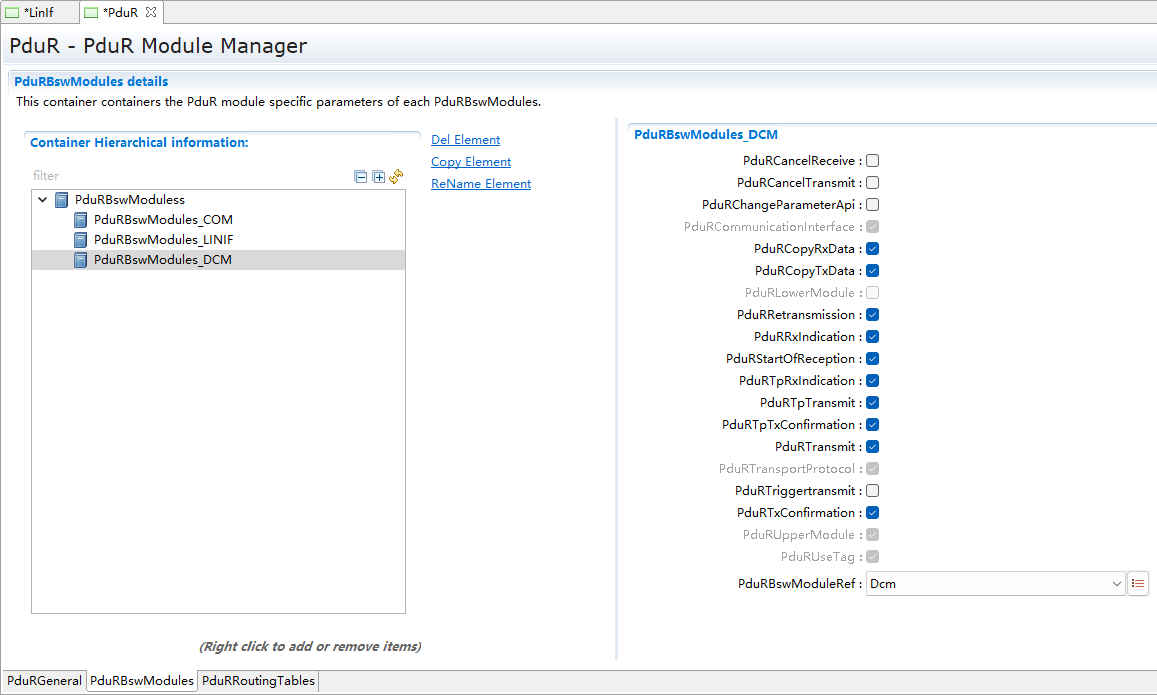 *LinIf
*PduR
PduR - PduR Module Manager
PduRBswModules details
This container containers the PduR module specific parameters of each PduRBswModules.
Container Hierarchical information:
filter
PduRBswModuless
PduRBswModules_COM
PduRBswModules_LINIF
PduRBswModules_DCM
(Right click to add or remove items)
Del Element
Copy Element
ReName Element
PduRBswModules_DCM
PduRCancelReceive :
PduRCancelTransmit :
PduRChangeParameterApi :
PduRCommunicationInterface :
PduRCopyRxData :
PduRCopyTxData :
PduRLowerModule :
PduRRetransmission :
PduRRxIndication :
PduRStartOfReception :
PduRTpRxIndication :
PduRTpTransmit :
PduRTpTxConfirmation :
PduRTransmit :
PduRTransportProtocol :
PduRTriggertransmit :
PduRTxConfirmation :
PduRUpperModule :
PduRUseTag :
PduRBswModuleRef : Dcm
PduRGeneral PduRBswModules PduRRoutingTables